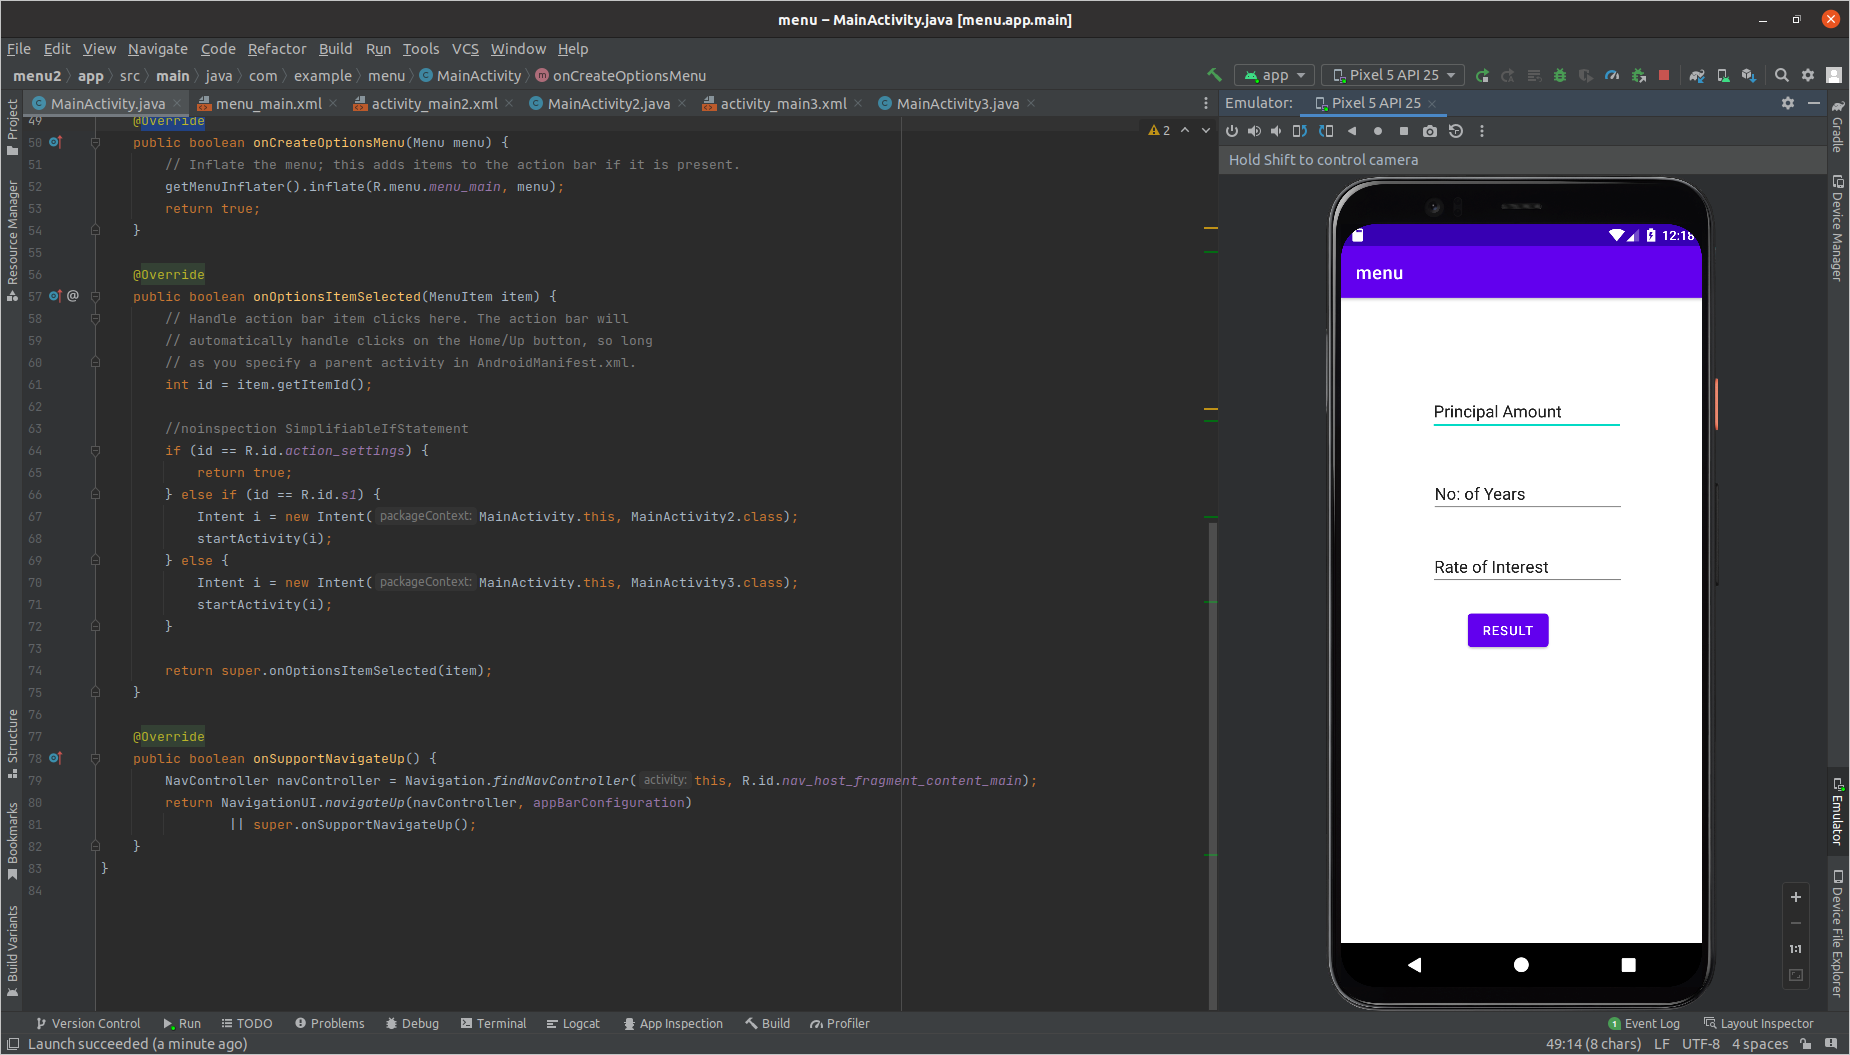 menu – MainActivity.java [menu.app.main]
File Edit View Navigate Code Refactor Build Run Tools VCS Window Help
menu2 app src main java com example menu MainActivity onCreateOptionsMenu
app Pixel 5 API 25
MainActivity.java menu_main.xml activity_main2.xml MainActivity2.java activity_main3.xml MainActivity3.java
Emulator: Pixel 5 API 25
Hold Shift to control camera
2
49 @Override
50 public boolean onCreateOptionsMenu(Menu menu) {
51 // Inflate the menu; this adds items to the action bar if it is present.
52 getMenuInflater().inflate(R.menu.menu_main, menu);
53 return true;
54 }
55
56 @Override
57 @ public boolean onOptionsItemSelected(MenuItem item) {
58 // Handle action bar item clicks here. The action bar will
59 // automatically handle clicks on the Home/Up button, so long
60 // as you specify a parent activity in AndroidManifest.xml.
61 int id = item.getItemId();
62
63 //noinspection SimplifiableIfStatement
64 if (id == R.id.action_settings) {
65 return true;
66 } else if (id == R.id.s1) {
67 Intent i = new Intent( packageContext: MainActivity.this, MainActivity2.class);
68 startActivity(i);
69 } else {
70 Intent i = new Intent( packageContext: MainActivity.this, MainActivity3.class);
71 startActivity(i);
72 }
73
74 return super.onOptionsItemSelected(item);
75 }
76
77 @Override
78 public boolean onSupportNavigateUp() {
79 NavController navController = Navigation.findNavController( activity: this, R.id.nav_host_fragment_content_main);
80 return NavigationUI.navigateUp(navController, appBarConfiguration)
81 || super.onSupportNavigateUp();
82 }
83 }
84
Project
Resource Manager
Structure
Bookmarks
Build Variants
12:18
menu
Principal Amount
No: of Years
Rate of Interest
RESULT
1:1
Gradle
Device Manager
Emulator
Device File Explorer
Version Control Run TODO Problems Debug Terminal Logcat App Inspection Build Profiler 1 Event Log Layout Inspector
Launch succeeded (a minute ago) 49:14 (8 chars) LF UTF-8 4 spaces